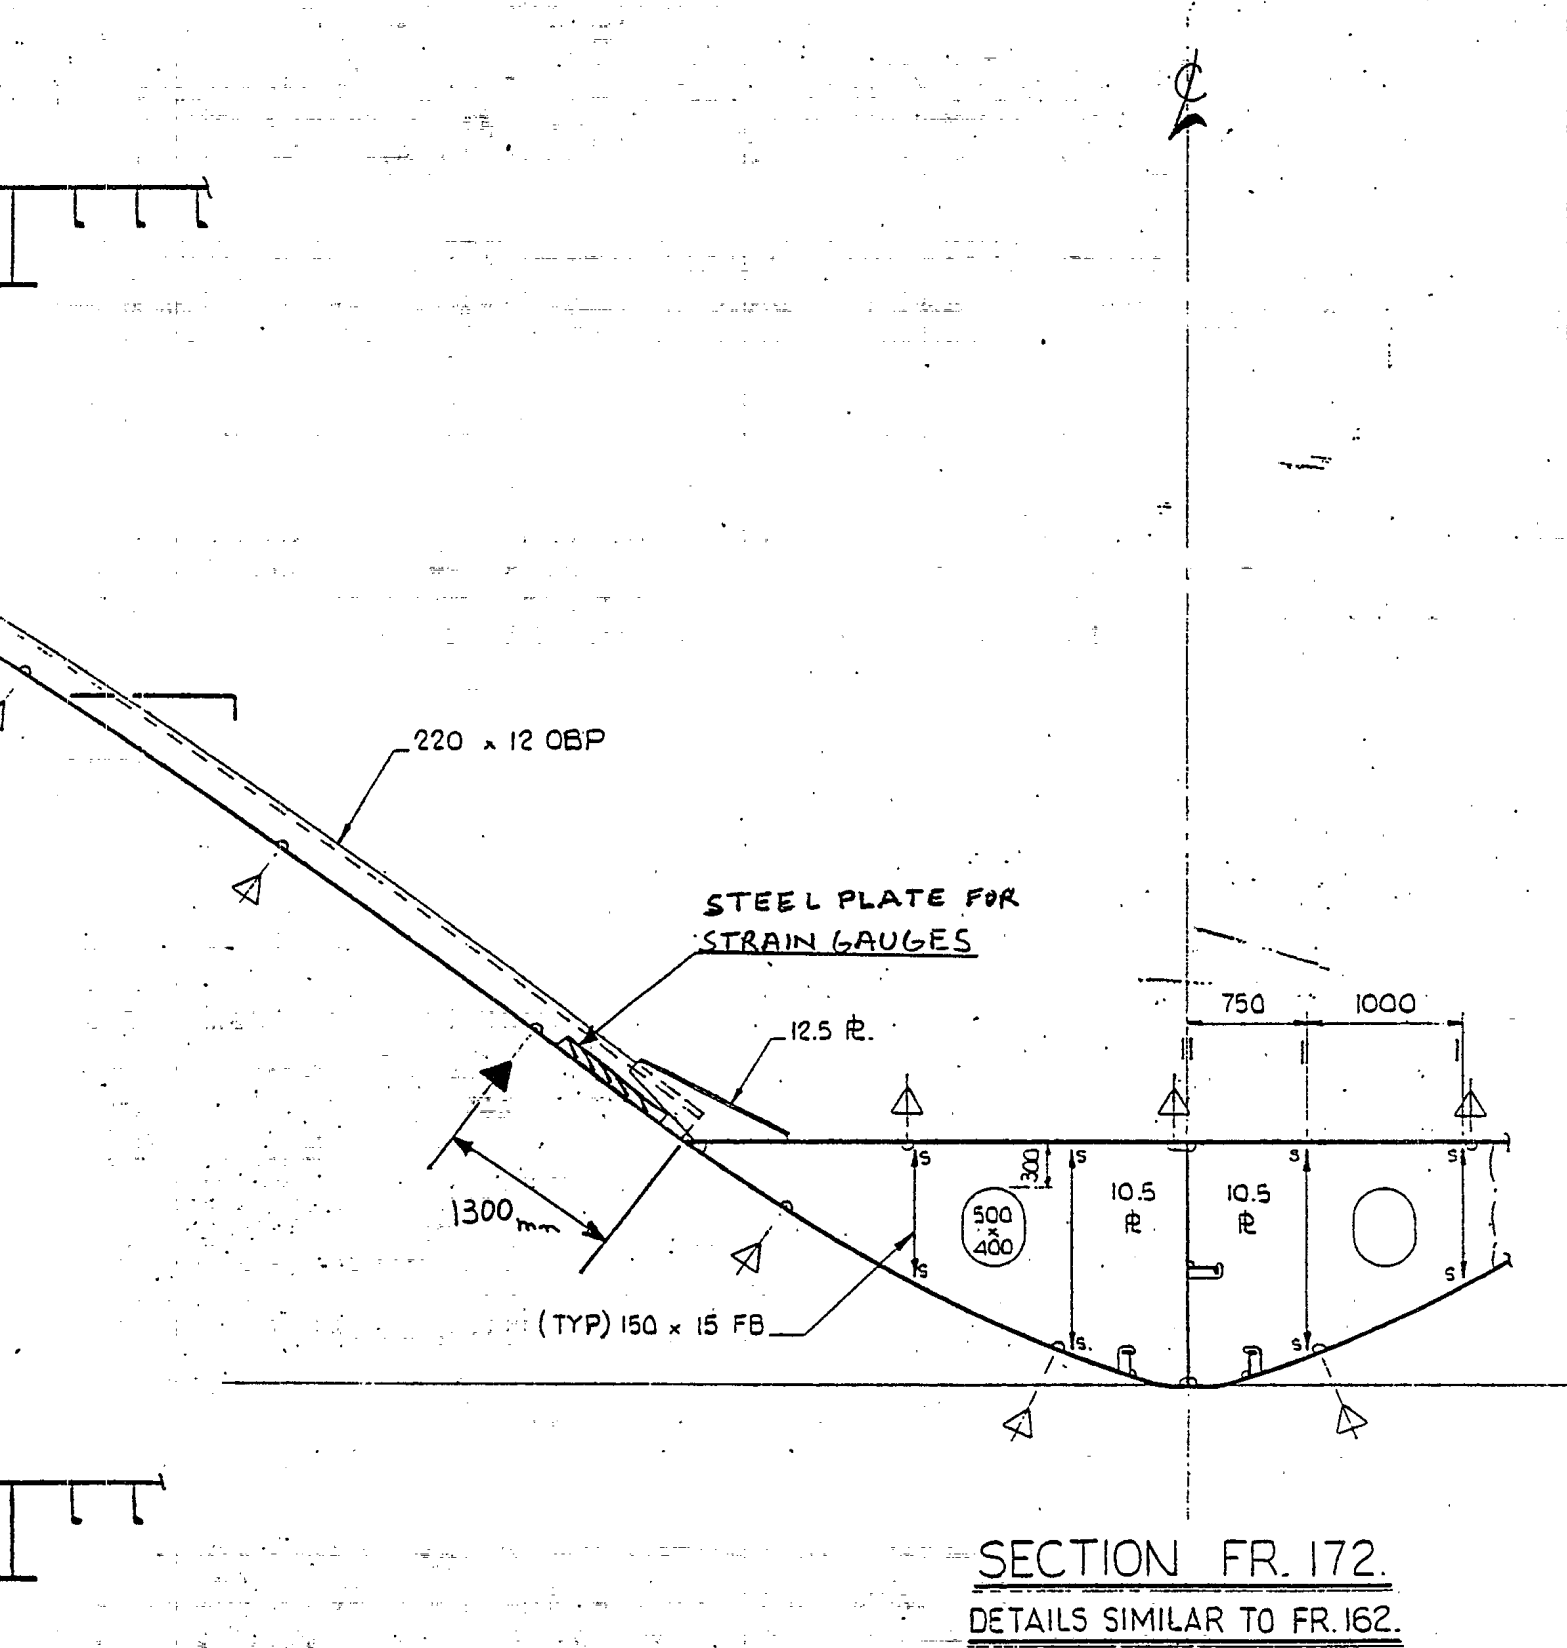 ℄
220 x 12 OBP
STEEL PLATE FOR
STRAIN GAUGES
750
1000
12.5 ⅊.
S
S
S
S
300
10.5
⅊
10.5
⅊
500
x
400
1300mm
S
S
(TYP) 150 x 15 FB
S.
S
SECTION FR. 172.
DETAILS SIMILAR TO FR.162.